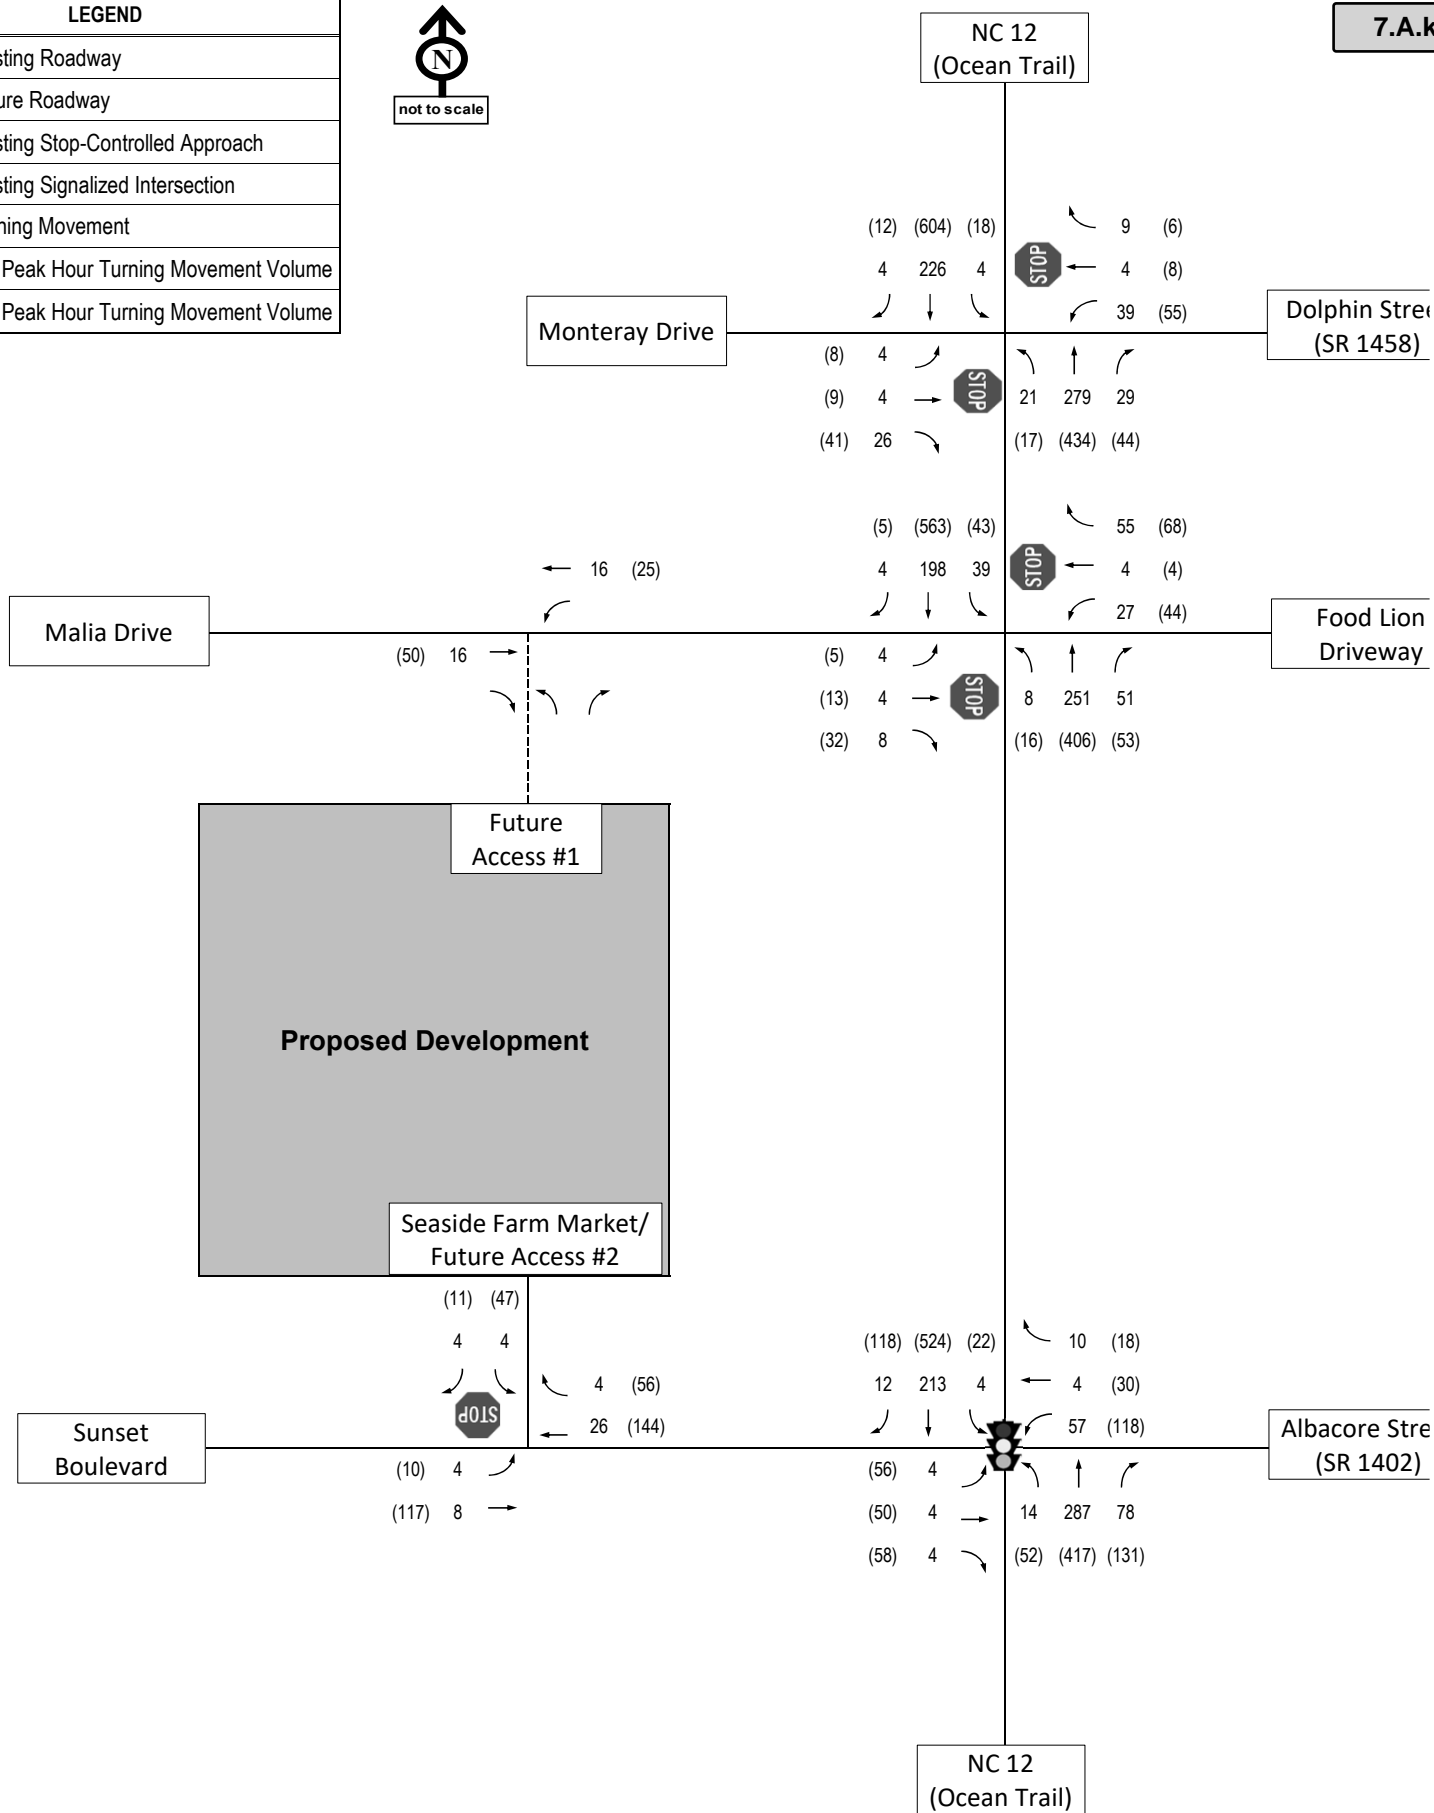 LEGEND
Roadway
Roadway
Stop-Controlled Approach
Signalized Intersection
Movement
Peak Hour Turning Movement Volume
Peak Hour Turning Movement Volume
N
not to scale
NC 12
(Ocean Trail)
7.A.k
(12) (604) (18)
4 226 4
STOP
9 (6)
4 (8)
39 (55)
Monteray Drive
Dolphin
(SR 1458)
(8) 4
(9) 4
(41) 26
STOP
21 279 29
(17) (434) (44)
(5) (563) (43)
4 198 39
STOP
55 (68)
4 (4)
27 (44)
16 (25)
Malia Drive
(50) 16
Food Lion
Driveway
(5) 4
(13) 4
(32) 8
STOP
8 251 51
(16) (406) (53)
Future
Access #1
Proposed Development
Seaside Farm Market/
Future Access #2
(11) (47)
4 4
STOP
4 (56)
26 (144)
Sunset
Boulevard
(10) 4
(117) 8
(118) (524) (22)
12 213 4
10 (18)
4 (30)
57 (118)
Albacore
(SR 1402)
(56) 4
(50) 4
(58) 4
14 287 78
(52) (417) (131)
NC 12
(Ocean Trail)